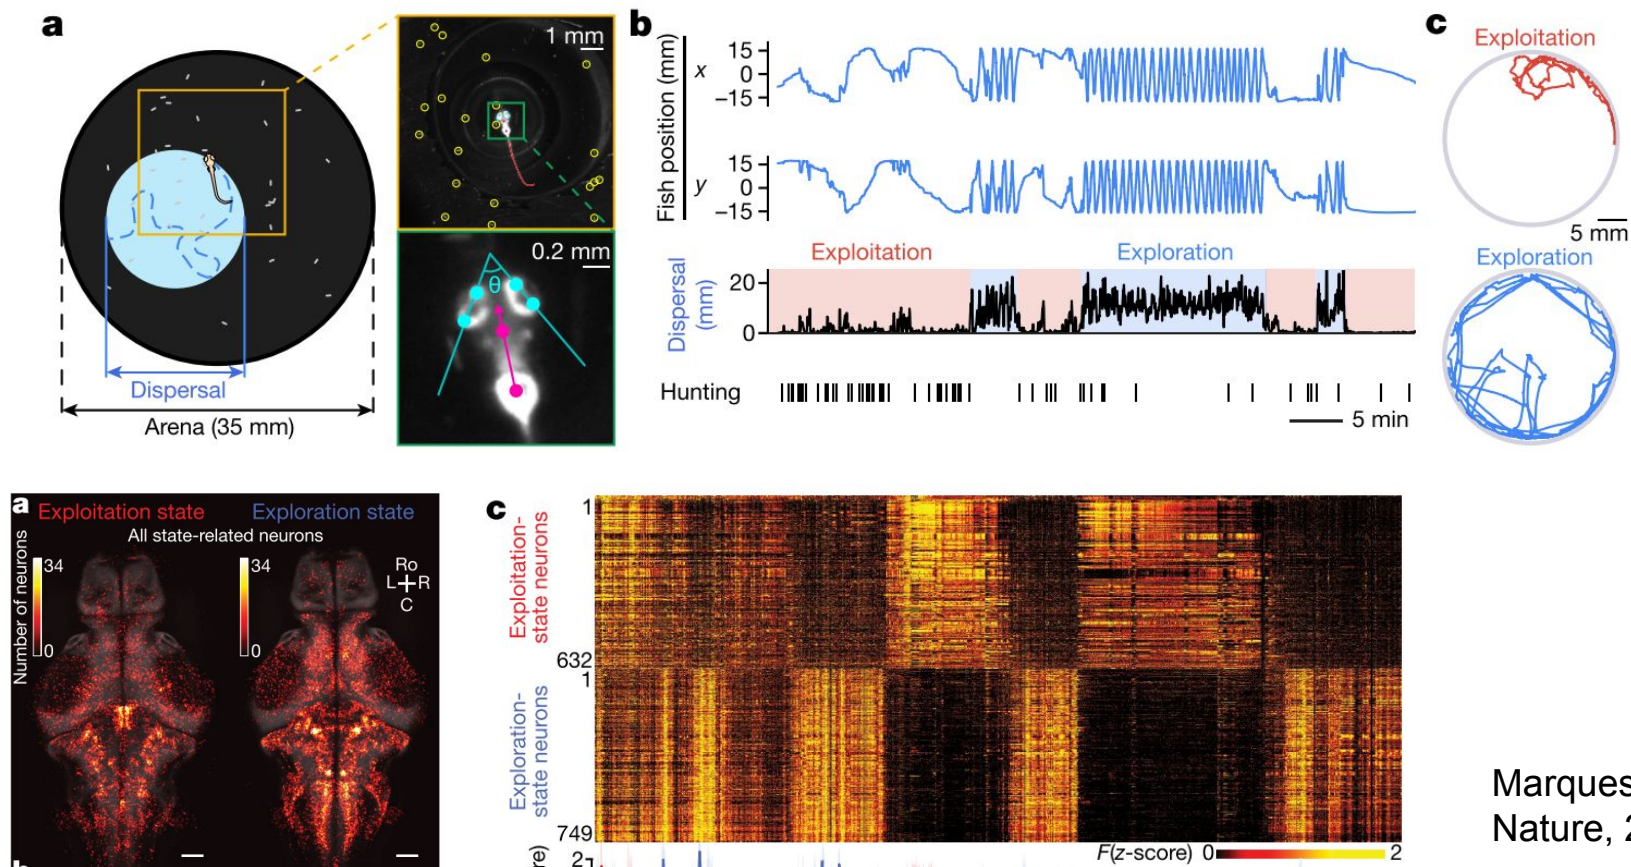 a
1 mm
0.2 mm
θ
Dispersal
Arena (35 mm)
b
Fish position (mm)
x
15
0
−15
y
15
0
−15
Exploitation
Exploration
Dispersal
(mm)
20
0
Hunting
5 min
c
Exploitation
5 mm
Exploration
a
Exploitation state
Exploration state
All state-related neurons
Number of neurons
34
0
34
0
Ro
L R
C
c
Exploitation-
state neurons
1
632
Exploration-
state neurons
1
749
F(z-score) 0 2
2
Marques
Nature, 2